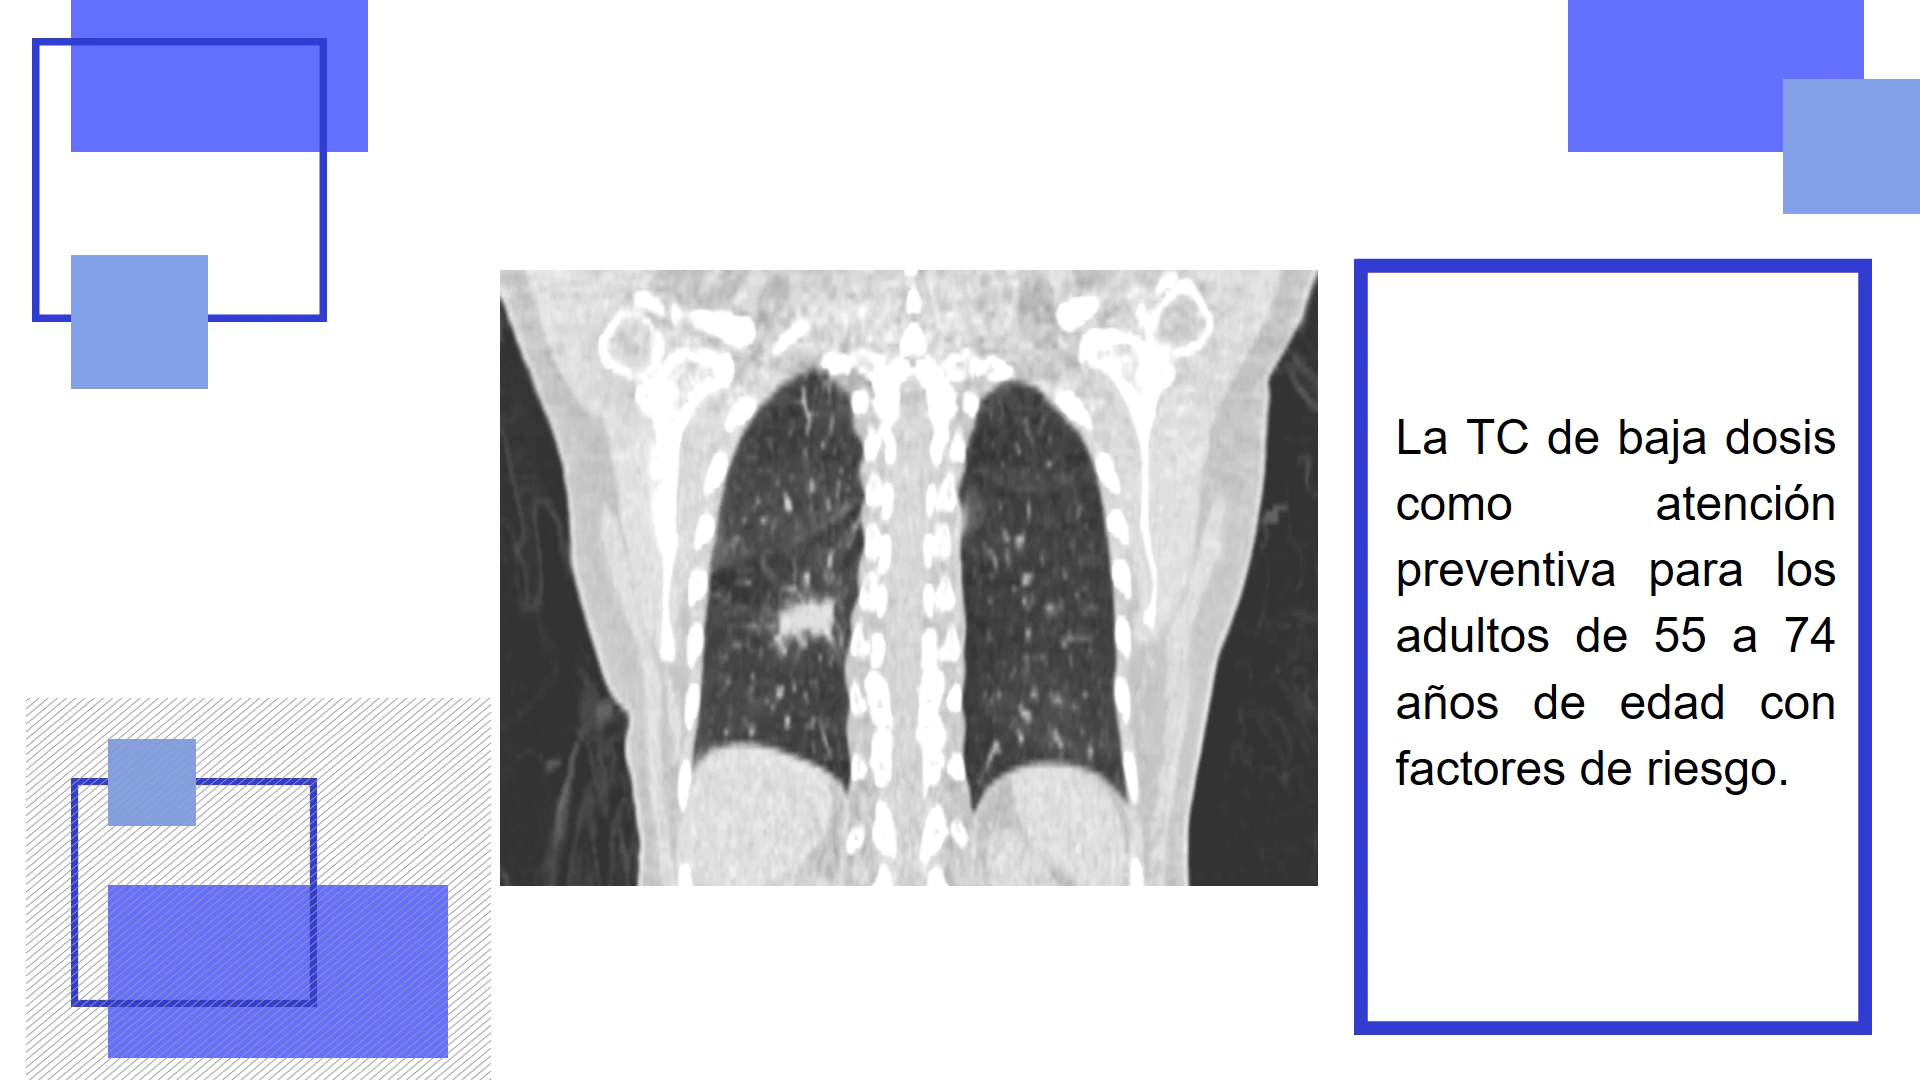 La TC de baja dosis
como atención
preventiva para los
adultos de 55 a 74
años de edad con
factores de riesgo.